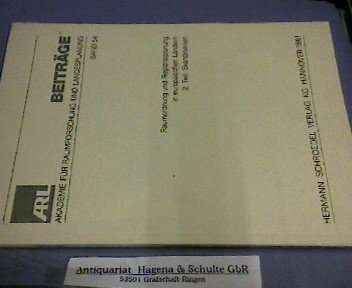 ARL
AKADEMIE FÜR RAUMFORSCHUNG UND LANDESPLANUNG
BEITRÄGE
BAND 54
Raumordnung und Regionalplanung
in europäischen Ländern
2. Teil: Skandinavien
HERMANN SCHROEDEL VERLAG KG HANNOVER 1981
Antiquariat Hagena & Schulte GbR
53501 Grafschaft-Ringen